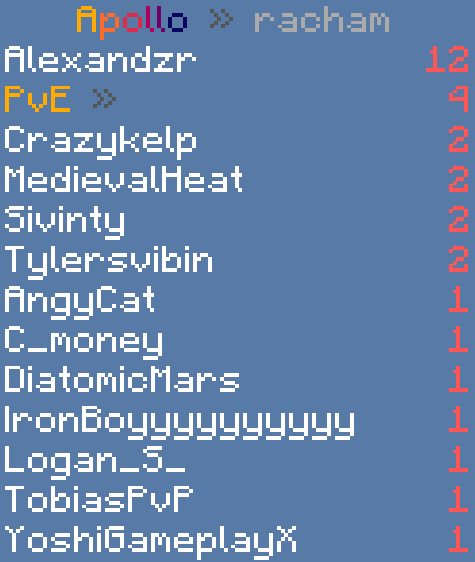 Apollo » racham
Alexandzr 12
PvE » 4
Crazykelp 2
MedievalHeat 2
Sivinty 2
Tylersvibin 2
AngyCat 1
C_money 1
DiatomicMars 1
IronBoyyyyyyyyyy 1
Logan_S_ 1
TobiasPvP 1
YoshiGameplayX 1